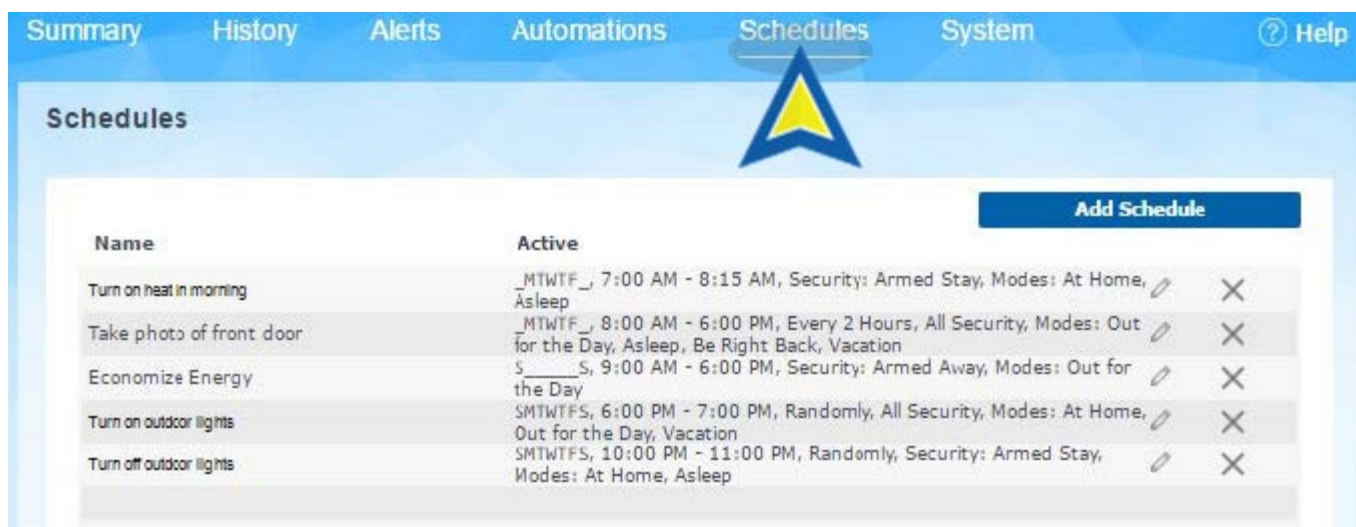 Summary History Alerts Automations Schedules System ? Help
Schedules
Add Schedule
Name Active
Turn on heat in morning
_MTWTF_, 7:00 AM - 8:15 AM, Security: Armed Stay, Modes: At Home,
Asleep
Take photo of front door
_MTWTF_, 8:00 AM - 6:00 PM, Every 2 Hours, All Security, Modes: Out
for the Day, Asleep, Be Right Back, Vacation
Economize Energy
S_____S, 9:00 AM - 6:00 PM, Security: Armed Away, Modes: Out for
the Day
Turn on outdoor lights
SMTWTFS, 6:00 PM - 7:00 PM, Randomly, All Security, Modes: At Home,
Out for the Day, Vacation
Turn off outdoor lights
SMTWTFS, 10:00 PM - 11:00 PM, Randomly, Security: Armed Stay,
Modes: At Home, Asleep